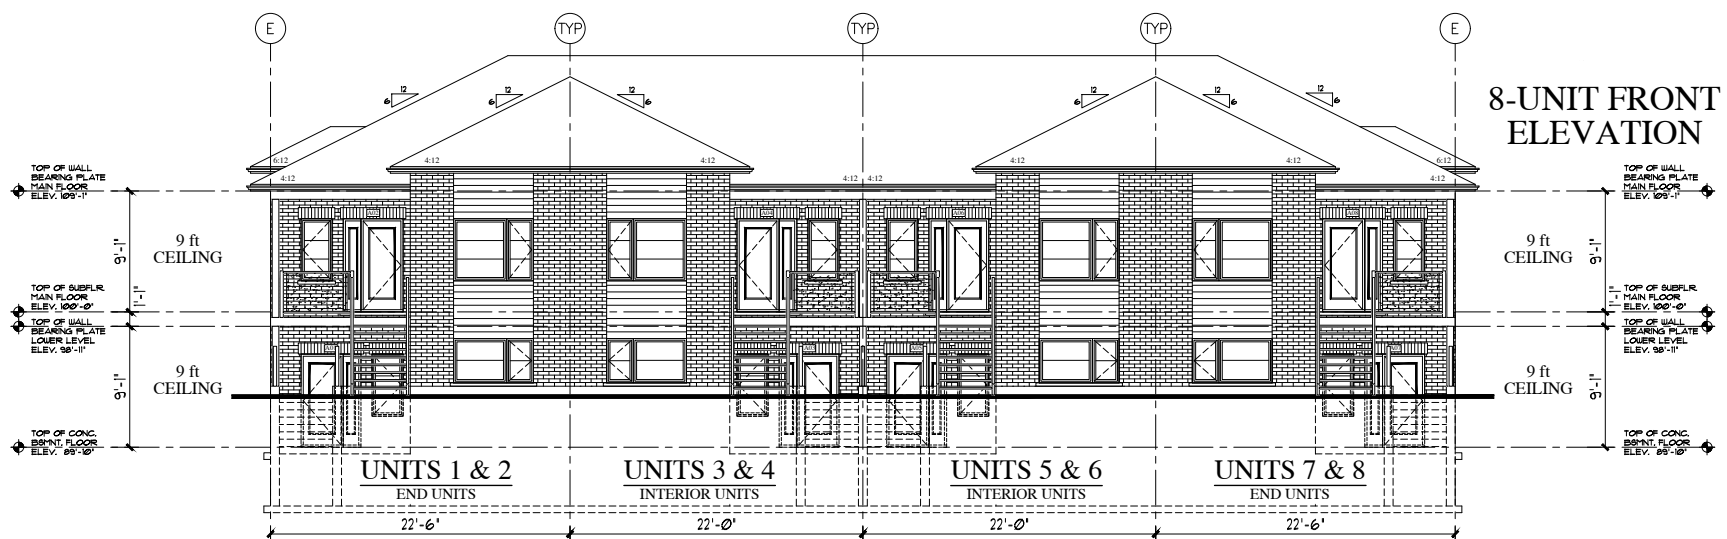 E
TYP
TYP
TYP
E
12
6
12
6
12
6
12
6
12
6
12
6
8-UNIT FRONT
ELEVATION
6:12
4:12
4:12
4:12
4:12
4:12
4:12
4:12
6:12
4:12
TOP OF WALL
BEARING PLATE
MAIN FLOOR
ELEV. 109'-1"
TOP OF WALL
BEARING PLATE
MAIN FLOOR
ELEV. 109'-1"
A02
A04
A06
A08
9'-1"
9 ft
CEILING
9 ft
CEILING
9'-1"
TOP OF SUBFLR.
MAIN FLOOR
ELEV. 100'-0"
1'-1"
1'-1"
TOP OF SUBFLR.
MAIN FLOOR
ELEV. 100'-0"
TOP OF WALL
BEARING PLATE
LOWER LEVEL
ELEV. 98'-11"
TOP OF WALL
BEARING PLATE
LOWER LEVEL
ELEV. 98'-11"
9'-1"
9 ft
CEILING
9 ft
CEILING
9'-1"
TOP OF CONC.
BSMNT. FLOOR
ELEV. 89'-10"
TOP OF CONC.
BSMNT. FLOOR
ELEV. 89'-10"
UNITS 1 & 2
END UNITS
UNITS 3 & 4
INTERIOR UNITS
UNITS 5 & 6
INTERIOR UNITS
UNITS 7 & 8
END UNITS
22'-6"
22'-0"
22'-0"
22'-6"